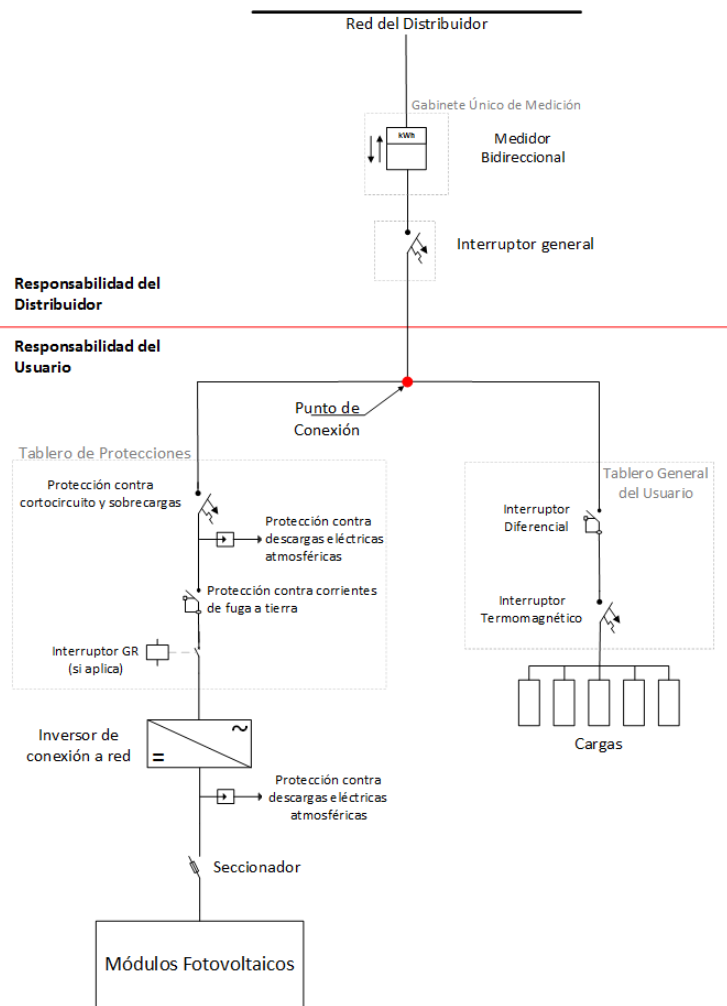 Red del Distribuidor
Gabinete Único de Medición
kWh
Medidor
Bidireccional
Interruptor general
Responsabilidad del
Distribuidor
Responsabilidad del
Usuario
Punto de
Conexión
Tablero de Protecciones
Protección contra
cortocircuito y sobrecargas
Protección contra
descargas eléctricas
atmosféricas
Protección contra corrientes
de fuga a tierra
Interruptor GR
(si aplica)
Tablero General
del Usuario
Interruptor
Diferencial
Interruptor
Termomagnético
Cargas
Inversor de
conexión a red
Protección contra
descargas eléctricas
atmosféricas
Seccionador
Módulos Fotovoltaicos